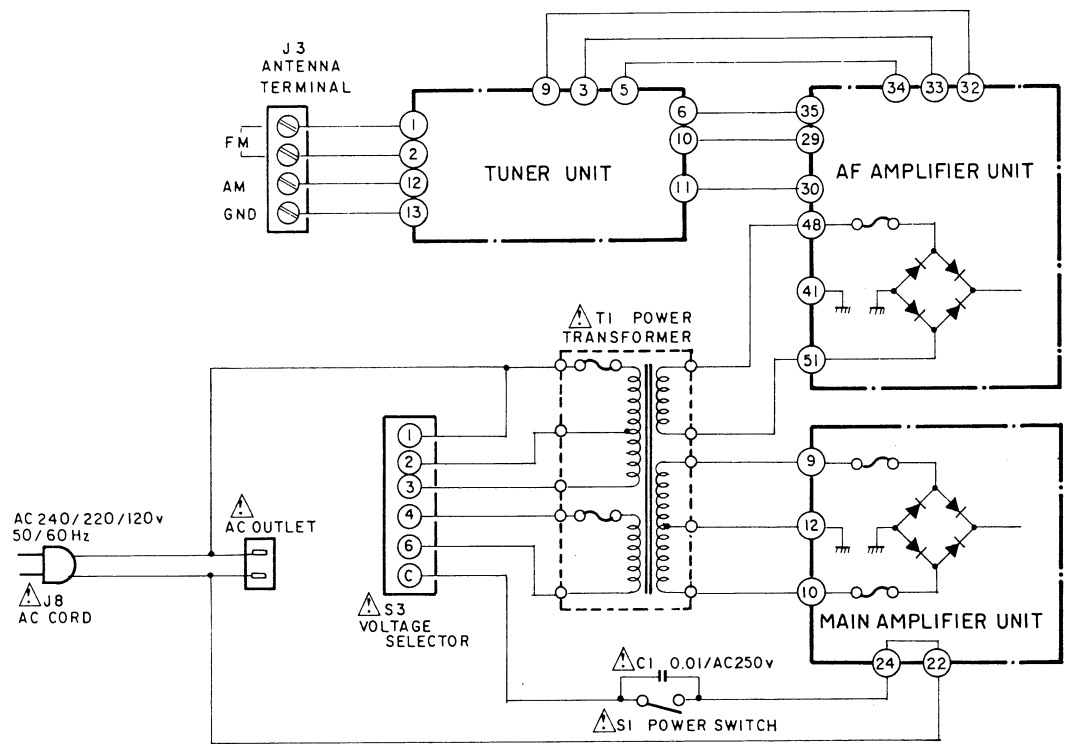 J3
ANTENNA
TERMINAL
FM
AM
GND
1
2
12
13
9 3 5
6
10
11
TUNER UNIT
34 33 32
35
29
30
48
41
51
AF AMPLIFIER UNIT
⚠ T1 POWER
TRANSFORMER
1
2
3
4
6
C
⚠ S3
VOLTAGE
SELECTOR
AC 240/220/120v
50/60Hz
⚠ J8
AC CORD
⚠
AC OUTLET
9
12
10
MAIN AMPLIFIER UNIT
24 22
⚠ C1 0.01/AC250v
⚠ S1 POWER SWITCH